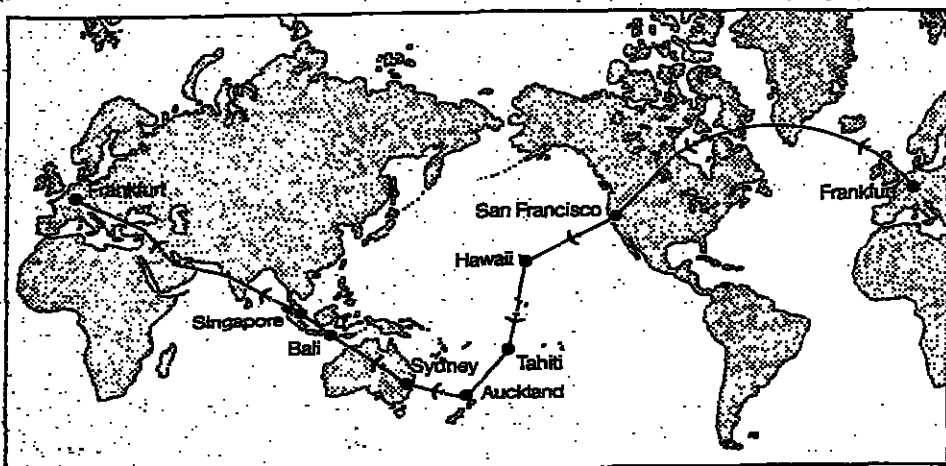 Frankfurt
Frankfurt
San Francisco
Hawaii
Singapore
Bali
Sydney
Tahiti
Auckland